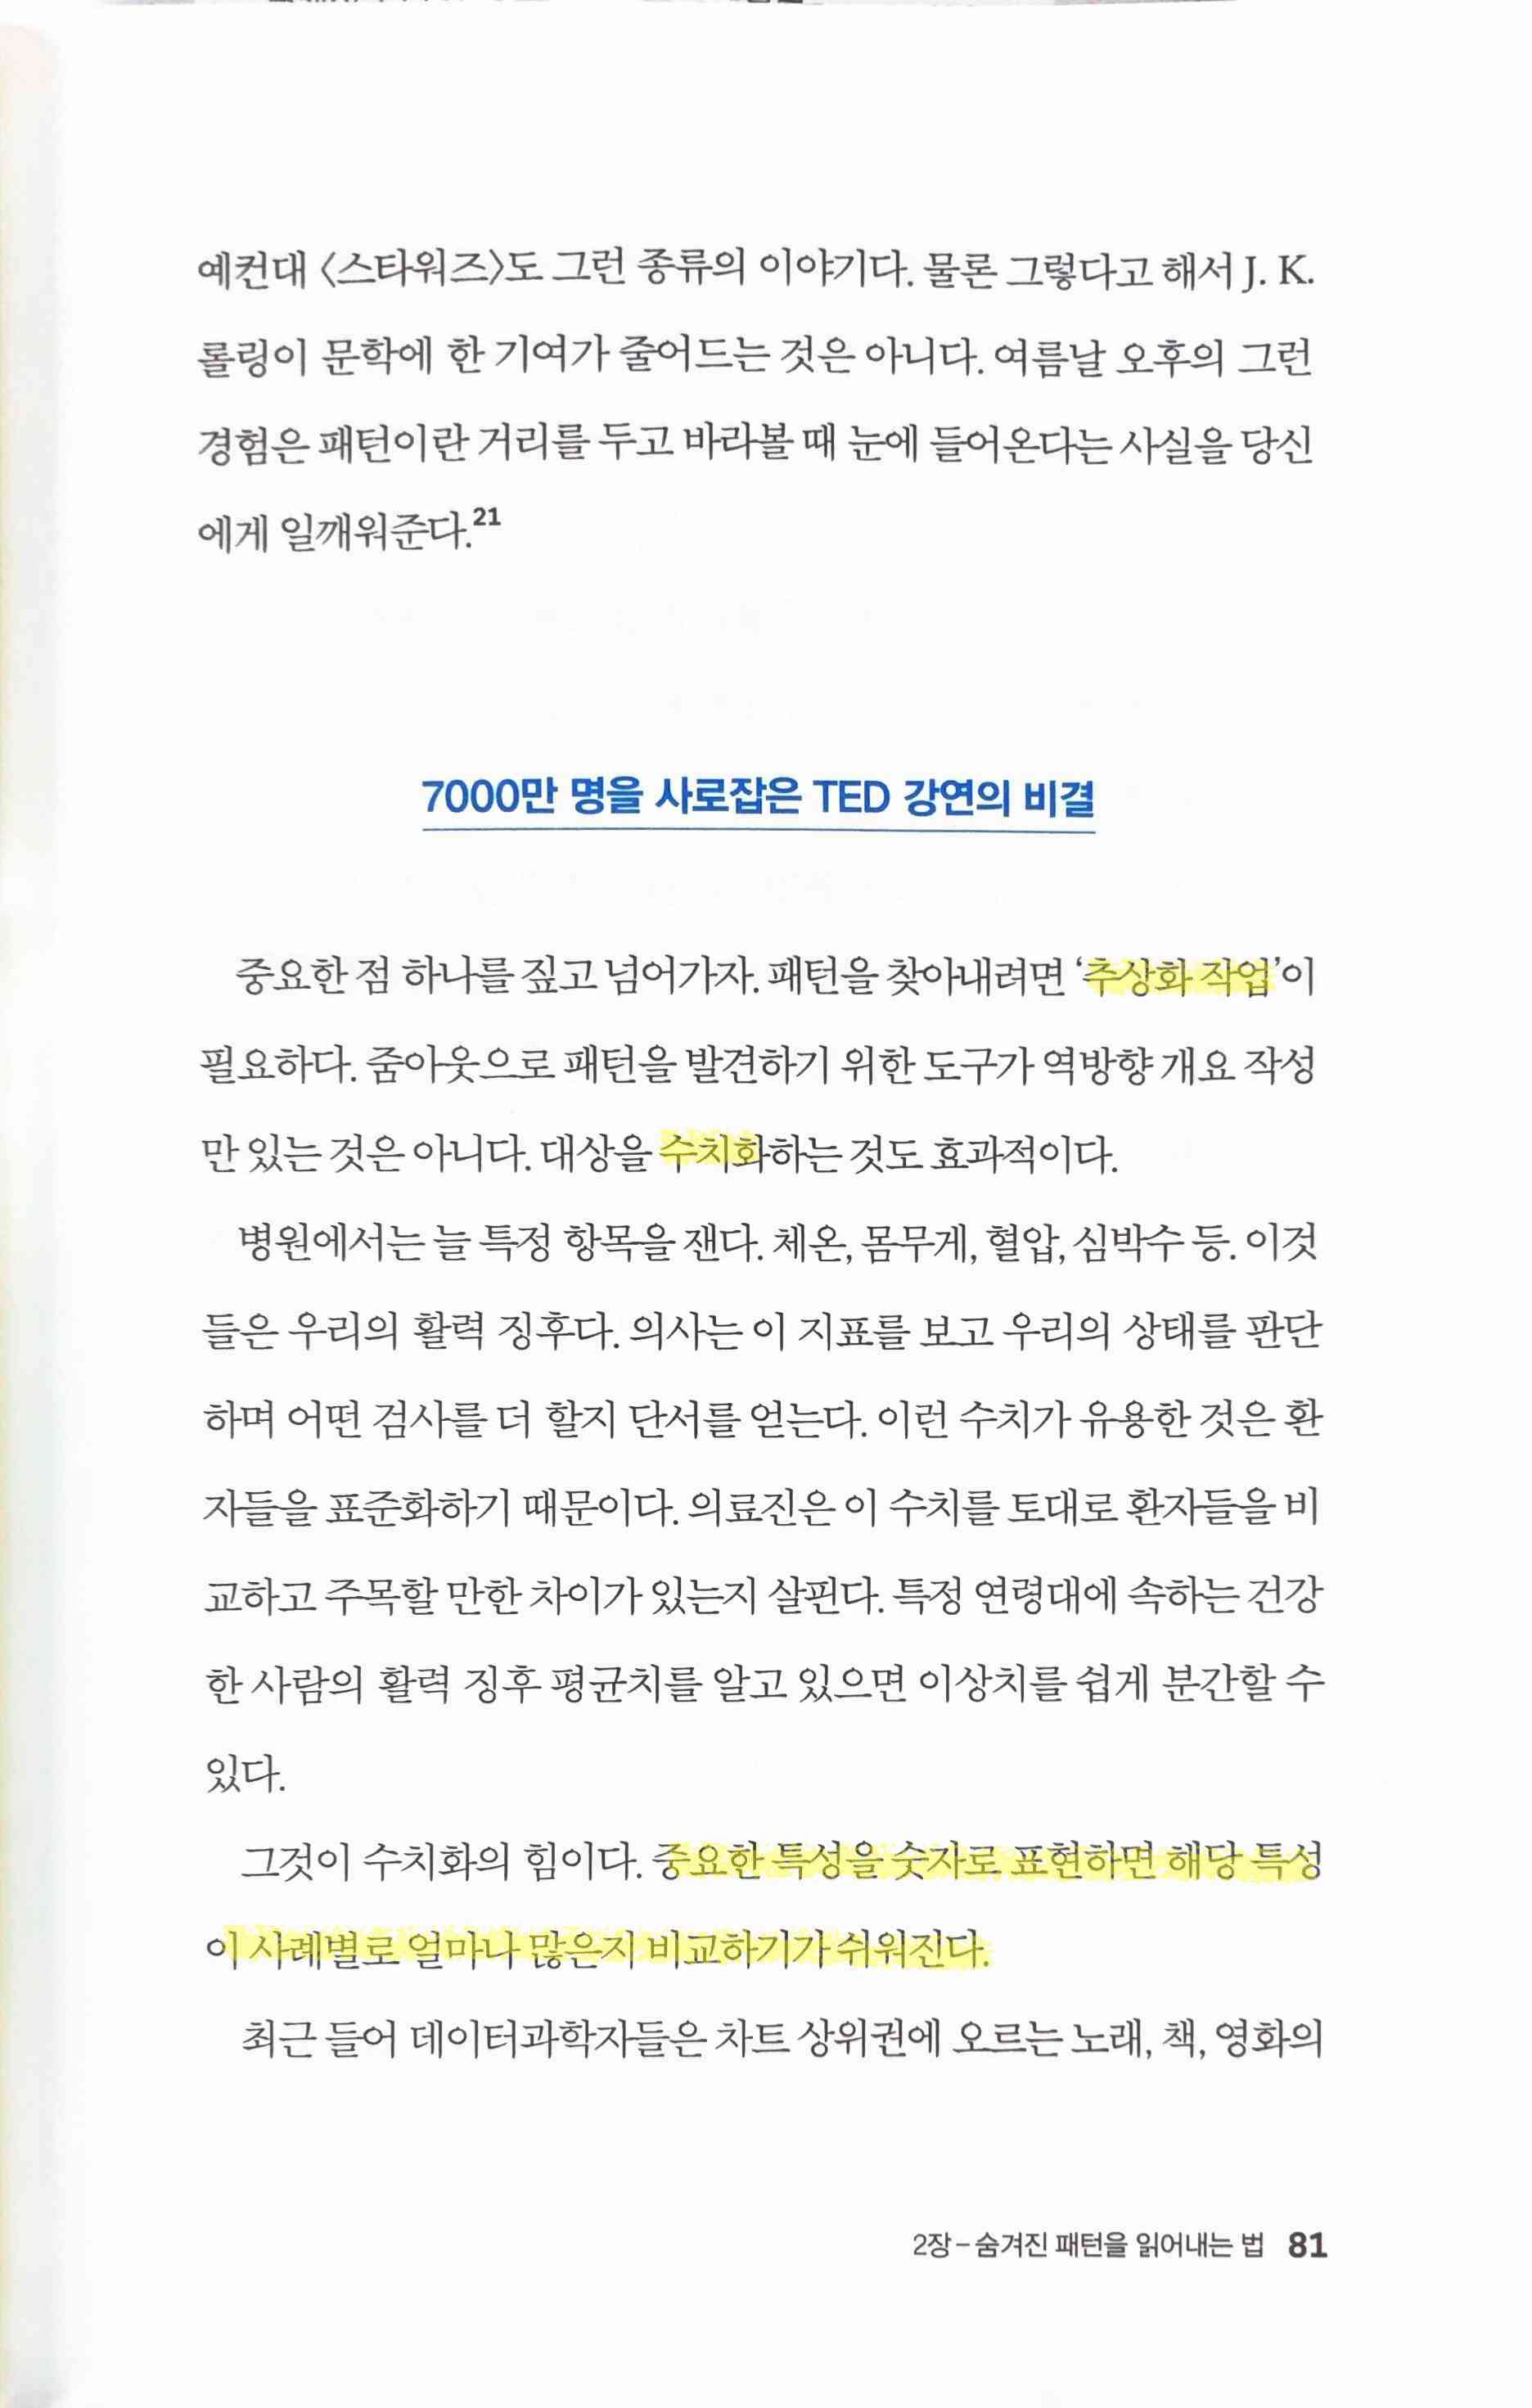 예컨대 〈스타워즈〉도 그런 종류의 이야기다. 물론 그렇다고 해서 J. K.
롤링이 문학에 한 기여가 줄어드는 것은 아니다. 여름날 오후의 그런
경험은 패턴이란 거리를 두고 바라볼 때 눈에 들어온다는 사실을 당신
에게 일깨워준다.21
7000만 명을 사로잡은 TED 강연의 비결
중요한 점 하나를 짚고 넘어가자. 패턴을 찾아내려면 ‘추상화 작업’이
필요하다. 줌아웃으로 패턴을 발견하기 위한 도구가 역방향 개요 작성
만 있는 것은 아니다. 대상을 수치화하는 것도 효과적이다.
병원에서는 늘 특정 항목을 잰다. 체온, 몸무게, 혈압, 심박수 등. 이것
들은 우리의 활력 징후다. 의사는 이 지표를 보고 우리의 상태를 판단
하며 어떤 검사를 더 할지 단서를 얻는다. 이런 수치가 유용한 것은 환
자들을 표준화하기 때문이다. 의료진은 이 수치를 토대로 환자들을 비
교하고 주목할 만한 차이가 있는지 살핀다. 특정 연령대에 속하는 건강
한 사람의 활력 징후 평균치를 알고 있으면 이상치를 쉽게 분간할 수
있다.
그것이 수치화의 힘이다. 중요한 특성을 숫자로 표현하면 해당 특성
이 사례별로 얼마나 많은지 비교하기가 쉬워진다.
최근 들어 데이터과학자들은 차트 상위권에 오르는 노래, 책, 영화의
2장 – 숨겨진 패턴을 읽어내는 법 81